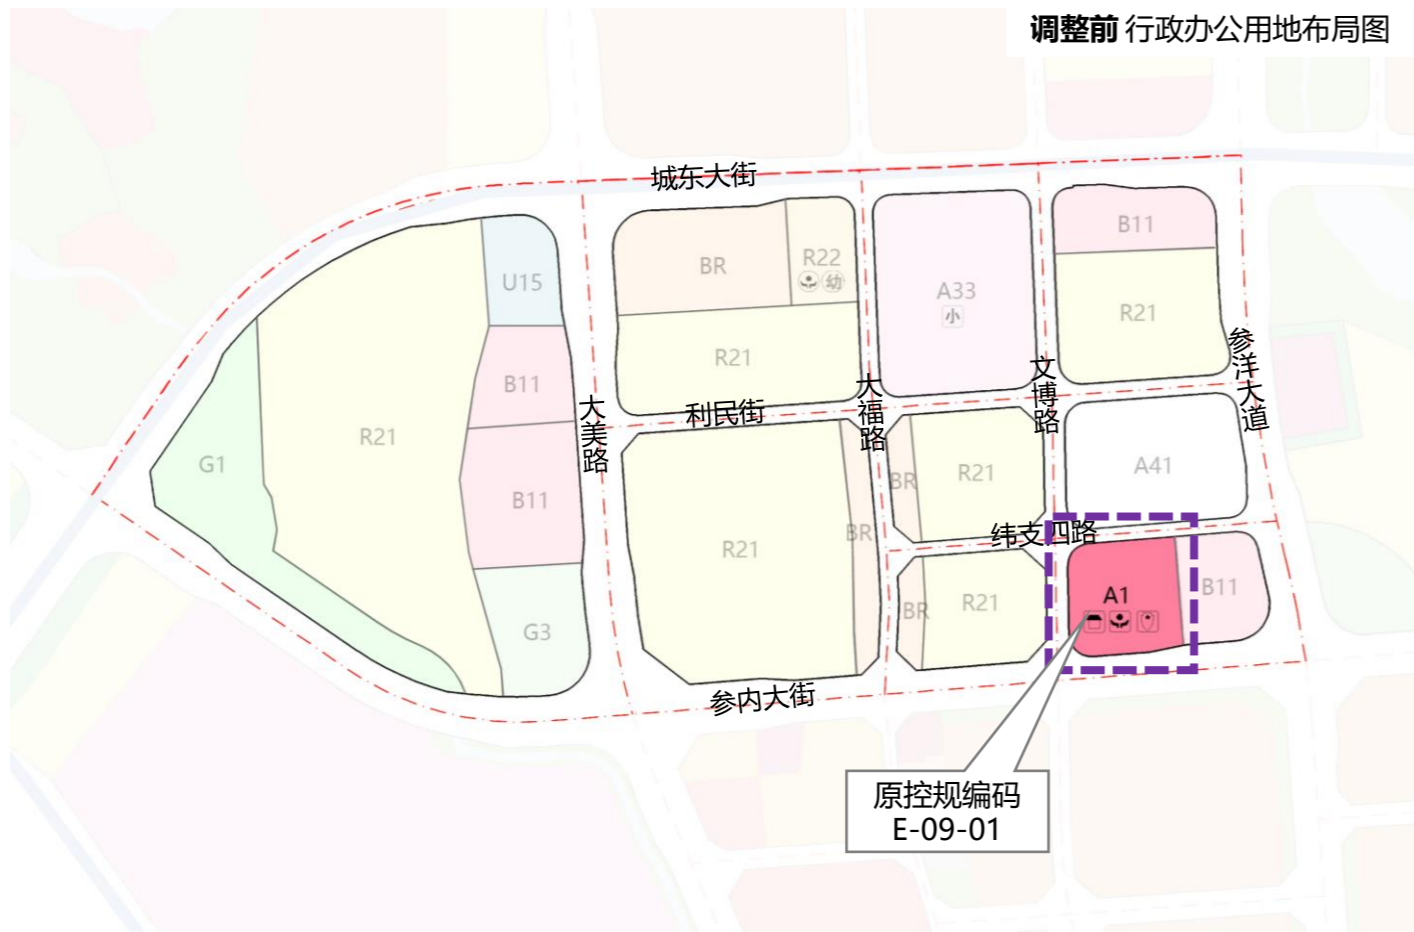 调整前 行政办公用地布局图
城东大街
U15
BR
R22
幼
A33
小
B11
R21
R21
B11
参洋大道
文博路
大福路
利民街
大美路
R21
G1
B11
R21
BR
BR
R21
A41
纬支四路
G3
BR
R21
A1
B11
参内大街
原控规编码
E-09-01